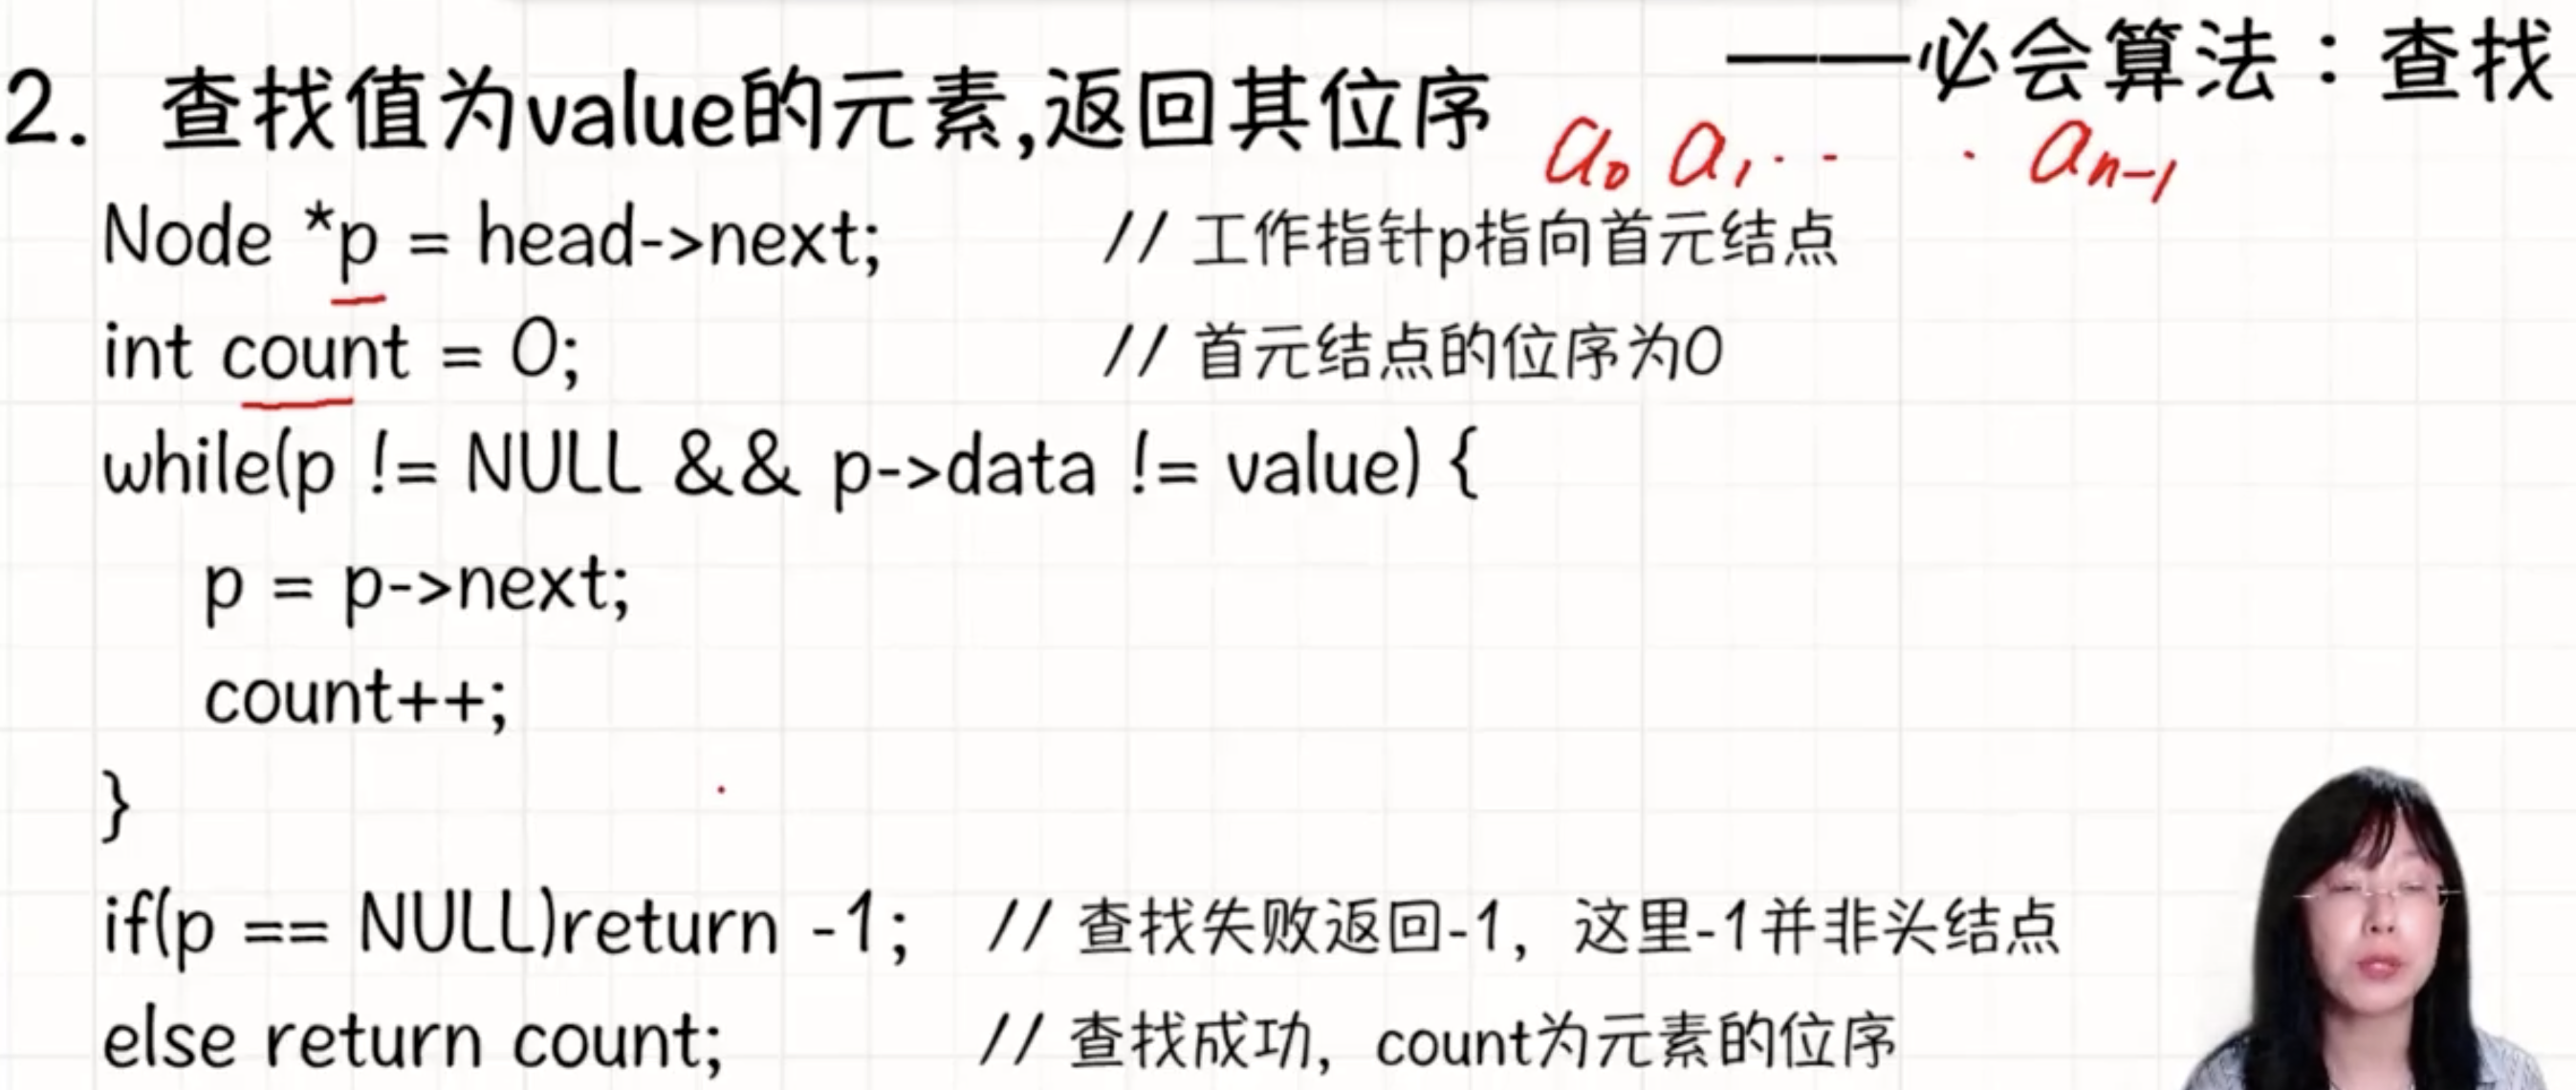 ——必会算法：查找
2. 查找值为value的元素,返回其位序
a₀ a₁ · · · aₙ₋₁
Node *p = head->next; // 工作指针p指向首元结点
int count = 0; // 首元结点的位序为0
while(p != NULL && p->data != value) {
p = p->next;
count++;
}
if(p == NULL)return -1; // 查找失败返回-1，这里-1并非头结点
else return count; // 查找成功，count为元素的位序